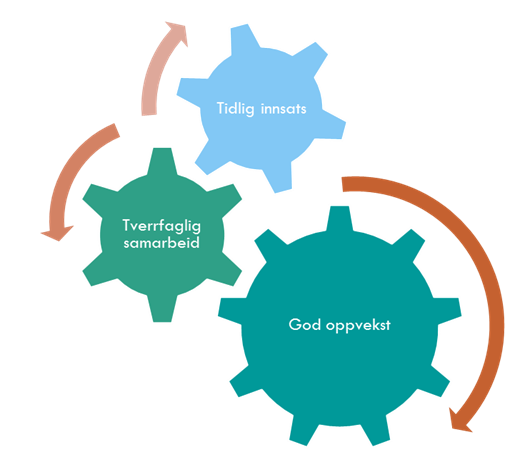 Tidlig innsats
Tverrfaglig
samarbeid
God oppvekst